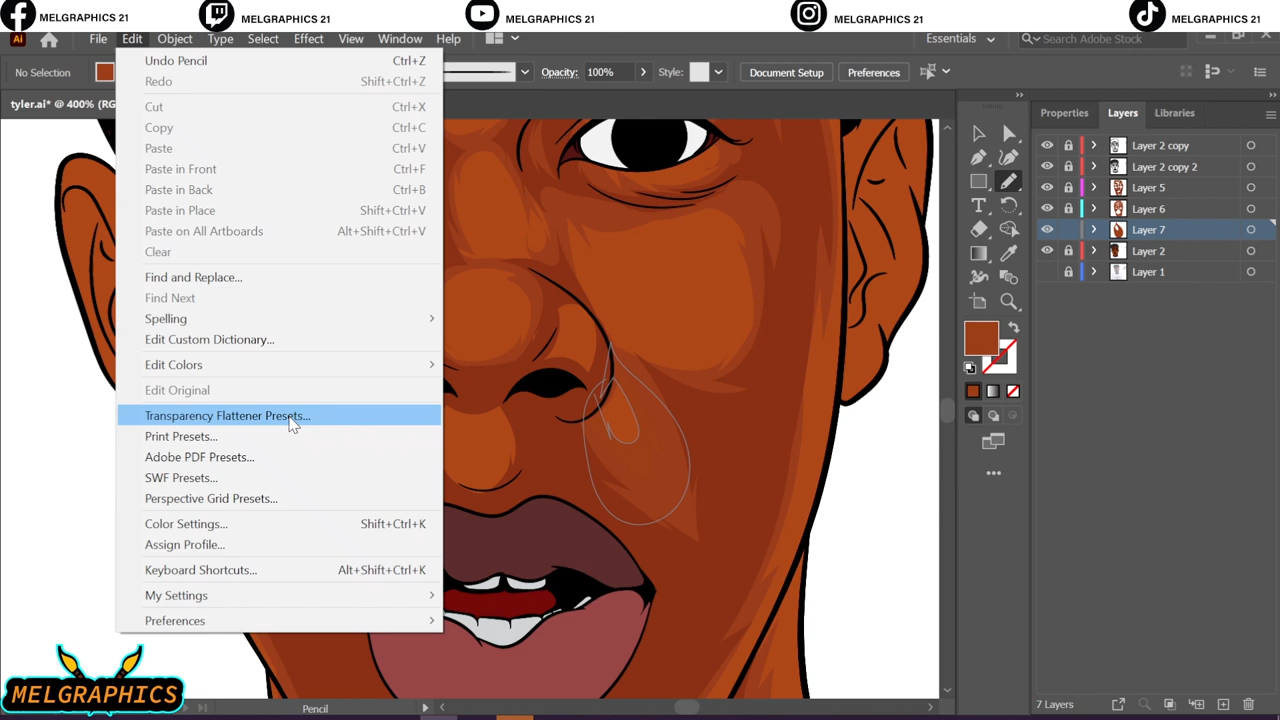 MELGRAPHICS 21
MELGRAPHICS 21
MELGRAPHICS 21
MELGRAPHICS 21
MELGRAPHICS 21
Ai File Edit Object Type Select Effect View Window Help Essentials Search Adobe Stock
No Selection Opacity: 100% Style: Document Setup Preferences
tyler.ai* @ 400% (RG
Undo Pencil Ctrl+Z
Redo Shift+Ctrl+Z
Cut Ctrl+X
Copy Ctrl+C
Paste Ctrl+V
Paste in Front Ctrl+F
Paste in Back Ctrl+B
Paste in Place Shift+Ctrl+V
Paste on All Artboards Alt+Shift+Ctrl+V
Clear
Find and Replace...
Find Next
Spelling
Edit Custom Dictionary...
Edit Colors
Edit Original
Transparency Flattener Presets...
Print Presets...
Adobe PDF Presets...
SWF Presets...
Perspective Grid Presets...
Color Settings... Shift+Ctrl+K
Assign Profile...
Keyboard Shortcuts... Alt+Shift+Ctrl+K
My Settings
Preferences
Properties Layers Libraries
Layer 2 copy
Layer 2 copy 2
Layer 5
Layer 6
Layer 7
Layer 2
Layer 1
7 Layers
Pencil
MELGRAPHICS